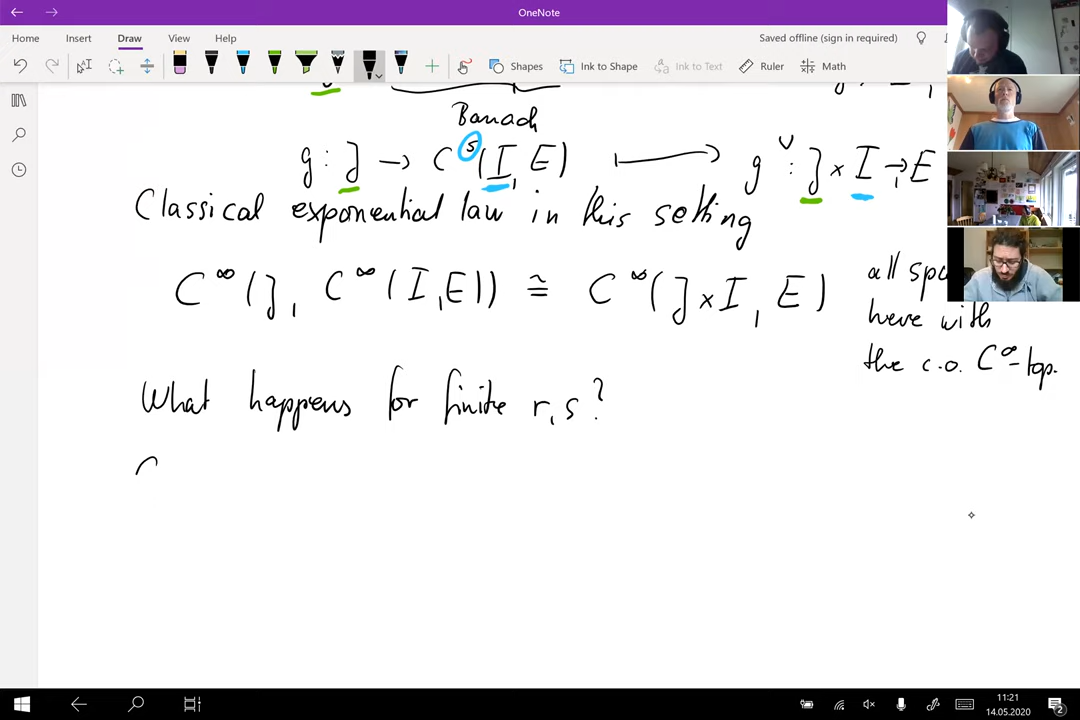 OneNote
Home Insert Draw View Help Saved offline (sign in required)
Shapes Ink to Shape Ink to Text Ruler Math
Banach
g : J → C^s (I, E) ⟼ g^∨ : J × I → E
Classical exponential law in this setting
C^∞ (J, C^∞ (I, E)) ≅ C^∞ (J × I, E) all
here with
the c.o. C^∞-top.
What happens for finite r, s?
11:21
14.05.2020
2